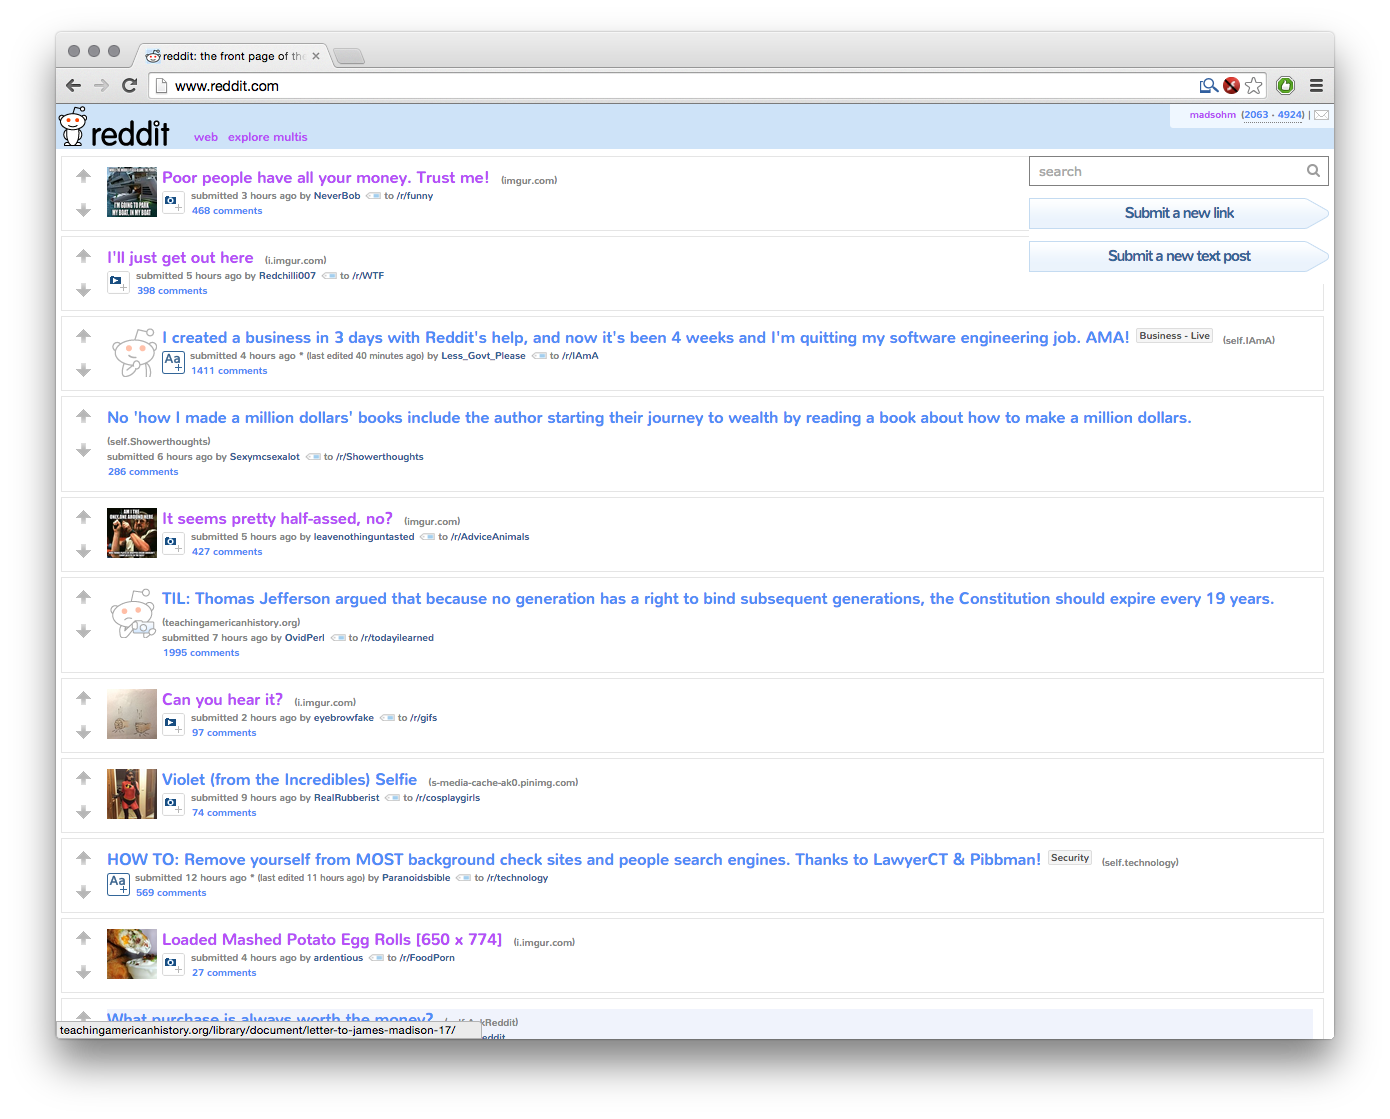 reddit: the front page of the
www.reddit.com
reddit
web explore multis
madsohm (2063 · 4924) |
search
Submit a new link
Submit a new text post
I'M GOING TO PARK
MY BOAT, IN MY BOAT
Poor people have all your money. Trust me! (imgur.com)
submitted 3 hours ago by NeverBob to /r/funny
468 comments
I'll just get out here (i.imgur.com)
submitted 5 hours ago by Redchilli007 to /r/WTF
398 comments
I created a business in 3 days with Reddit's help, and now it's been 4 weeks and I'm quitting my software engineering job. AMA! Business - Live (self.IAmA)
Aa submitted 4 hours ago * (last edited 40 minutes ago) by Less_Govt_Please to /r/IAmA
1411 comments
No 'how I made a million dollars' books include the author starting their journey to wealth by reading a book about how to make a million dollars.
(self.Showerthoughts)
submitted 6 hours ago by Sexymcsexalot to /r/Showerthoughts
286 comments
AM I THE
ONLY ONE AROUND HERE
It seems pretty half-assed, no? (imgur.com)
submitted 5 hours ago by leavenothinguntasted to /r/AdviceAnimals
427 comments
TIL: Thomas Jefferson argued that because no generation has a right to bind subsequent generations, the Constitution should expire every 19 years.
(teachingamericanhistory.org)
submitted 7 hours ago by OvidPerl to /r/todayilearned
1995 comments
Can you hear it? (i.imgur.com)
submitted 2 hours ago by eyebrowfake to /r/gifs
97 comments
Violet (from the Incredibles) Selfie (s-media-cache-ak0.pinimg.com)
submitted 9 hours ago by RealRubberist to /r/cosplaygirls
74 comments
HOW TO: Remove yourself from MOST background check sites and people search engines. Thanks to LawyerCT & Pibbman! Security (self.technology)
Aa submitted 12 hours ago * (last edited 11 hours ago) by Paranoidsbible to /r/technology
569 comments
Loaded Mashed Potato Egg Rolls [650 x 774] (i.imgur.com)
submitted 4 hours ago by ardentious to /r/FoodPorn
27 comments
What purchase is always worth the money? (self.AskReddit)
teachingamericanhistory.org/library/document/letter-to-james-madison-17/ eddit